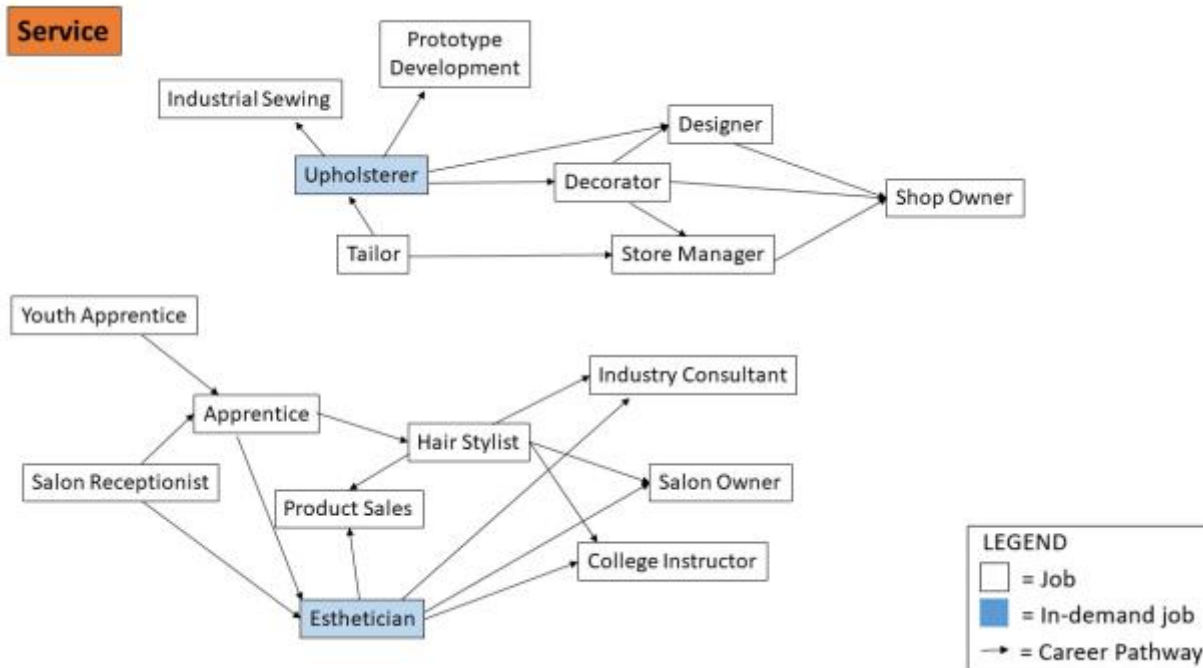 Service
Prototype
Development
Industrial Sewing
Designer
Upholsterer
Decorator
Shop Owner
Tailor
Store Manager
Youth Apprentice
Industry Consultant
Apprentice
Hair Stylist
Salon Receptionist
Salon Owner
Product Sales
College Instructor
Esthetician
LEGEND
= Job
= In-demand job
= Career Pathway